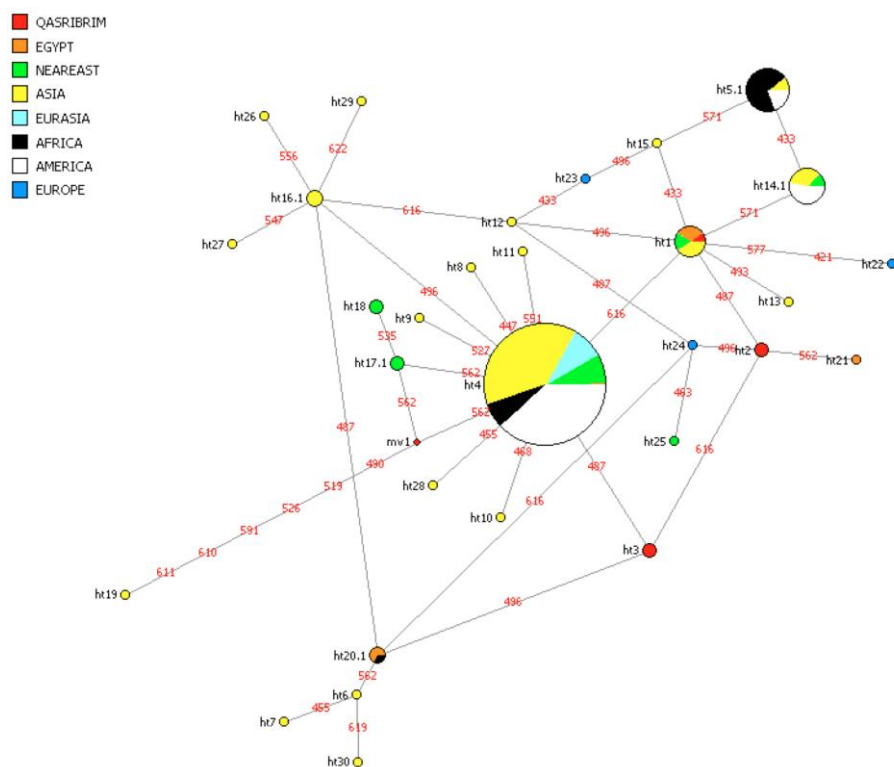 QASRIBRIM
EGYPT
NEAREAST
ASIA
EURASIA
AFRICA
AMERICA
EUROPE
ht5.1
ht29
ht26
571
433
622
ht15
556
496
ht23
ht14.1
433
433
ht16.1
571
616
ht12
547
496
ht1
577
ht27
ht11
421
ht22
ht8
493
487
496
487
ht13
ht18
447
551
616
ht9
535
527
ht24
496
ht2
562
ht21
ht17.1
562
ht4
463
562
562
mv1
455
ht25
616
468
490
487
519
ht28
487
616
526
ht10
591
610
ht3
611
ht19
496
ht20.1
562
ht6
455
ht7
619
ht30